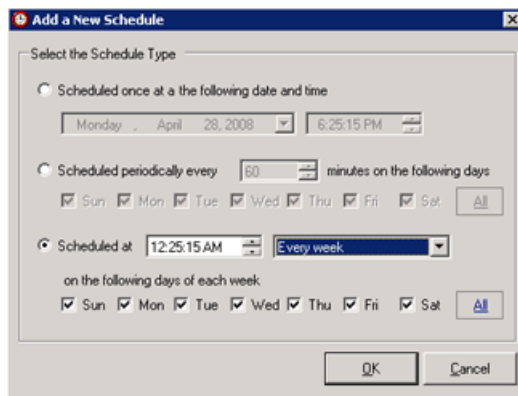 Add a New Schedule
Select the Schedule Type
Scheduled once at a the following date and time
Monday , April 28, 2008 6:25:15 PM
Scheduled periodically every 60 minutes on the following days
Sun Mon Tue Wed Thu Fri Sat All
Scheduled at 12:25:15 AM Every week
on the following days of each week
Sun Mon Tue Wed Thu Fri Sat All
OK Cancel